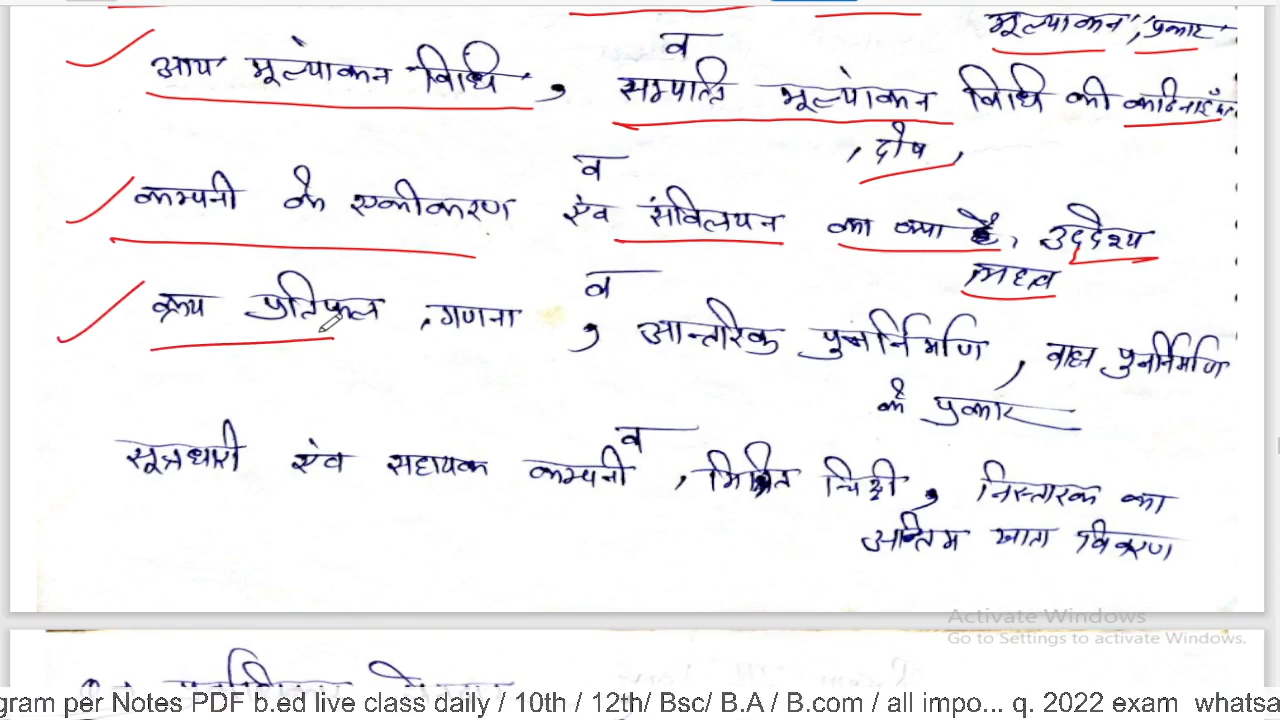 मूल्याकन, प्रकार
व
आय मूल्याकन विधि, सम्पत्ति मूल्याकन विधि की कठिनाईया
, दोष,
व
कम्पनी के एकीकरण एंव संविलयन का क्या है, उद्देश्य
महत्व
व
क्रय प्रतिफल, गणना, आन्तरिक पुनर्निमाण, वाह्य पुनर्निमाण
के प्रकार
व
सूत्रधारी एंव सहायक कम्पनी, मिश्रित चिठ्ठी, निस्तारक का
अन्तिम खाता विवरण
Activate Windows
Go to Settings to activate Windows.
gram per Notes PDF b.ed live class daily / 10th / 12th/ Bsc/ B.A / B.com / all impo... q. 2022 exam whatsa